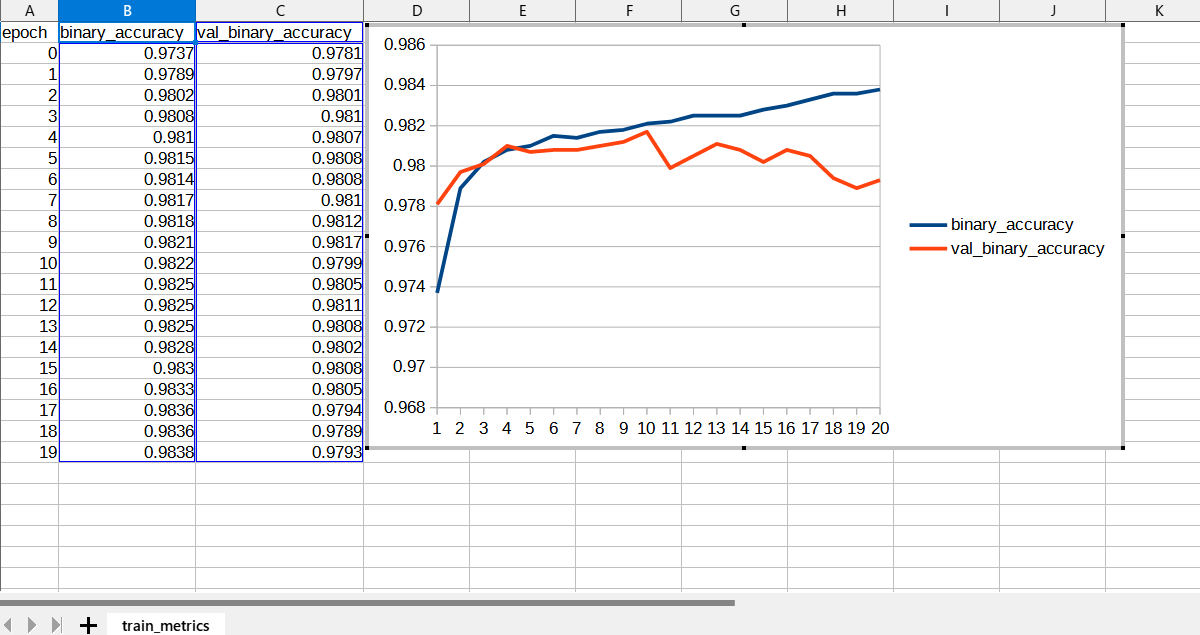 A B C D E F G H I J K
epoch binary_accuracy val_binary_accuracy
0 0.9737 0.9781
1 0.9789 0.9797
2 0.9802 0.9801
3 0.9808 0.981
4 0.981 0.9807
5 0.9815 0.9808
6 0.9814 0.9808
7 0.9817 0.981
8 0.9818 0.9812
9 0.9821 0.9817
10 0.9822 0.9799
11 0.9825 0.9805
12 0.9825 0.9811
13 0.9825 0.9808
14 0.9828 0.9802
15 0.983 0.9808
16 0.9833 0.9805
17 0.9836 0.9794
18 0.9836 0.9789
19 0.9838 0.9793
0.986
0.984
0.982
0.98
0.978
0.976
0.974
0.972
0.97
0.968
1 2 3 4 5 6 7 8 9 10 11 12 13 14 15 16 17 18 19 20
binary_accuracy
val_binary_accuracy
train_metrics